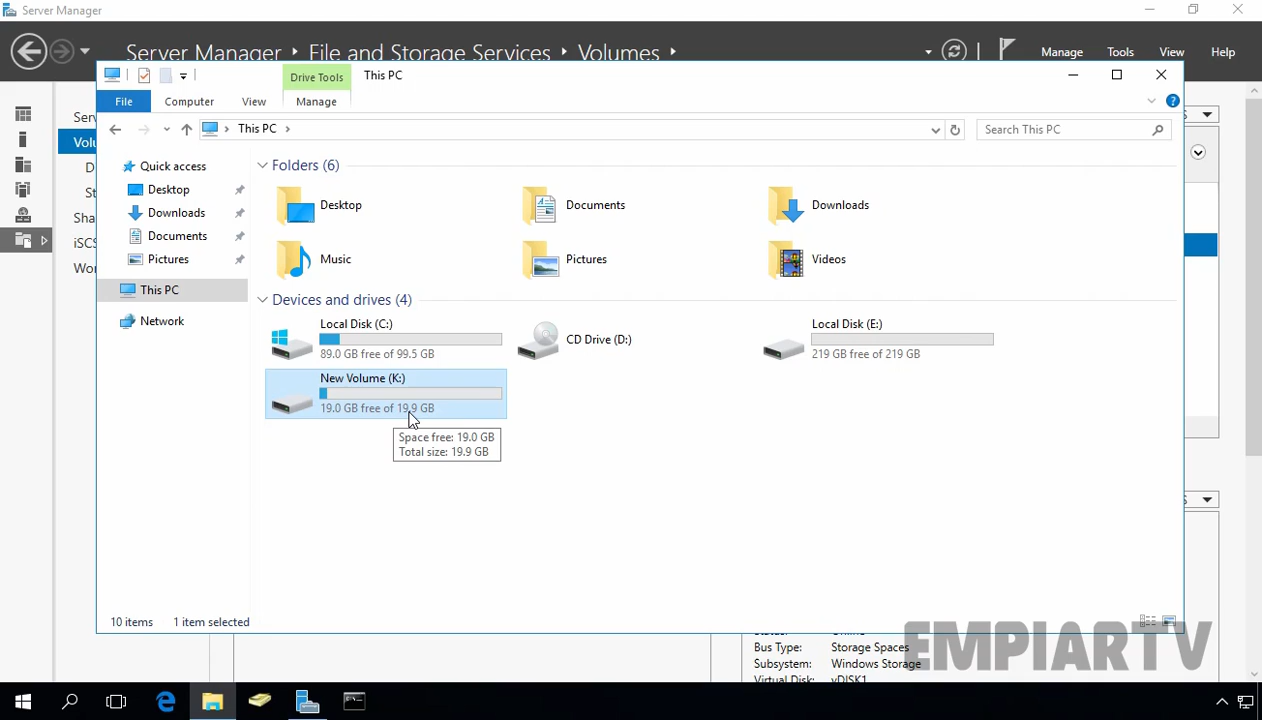 Server Manager
Server Manager › File and Storage Services › Volumes ›
Manage Tools View Help
Drive Tools
This PC
File Computer View Manage
This PC ›
Search This PC
Quick access
Desktop
Downloads
Documents
Pictures
This PC
Network
Folders (6)
Desktop
Documents
Downloads
Music
Pictures
Videos
Devices and drives (4)
Local Disk (C:)
89.0 GB free of 99.5 GB
CD Drive (D:)
Local Disk (E:)
219 GB free of 219 GB
New Volume (K:)
19.0 GB free of 19.9 GB
Space free: 19.0 GB
Total size: 19.9 GB
10 items 1 item selected
Bus Type: Storage Spaces
Subsystem: Windows Storage
EMPIARTV